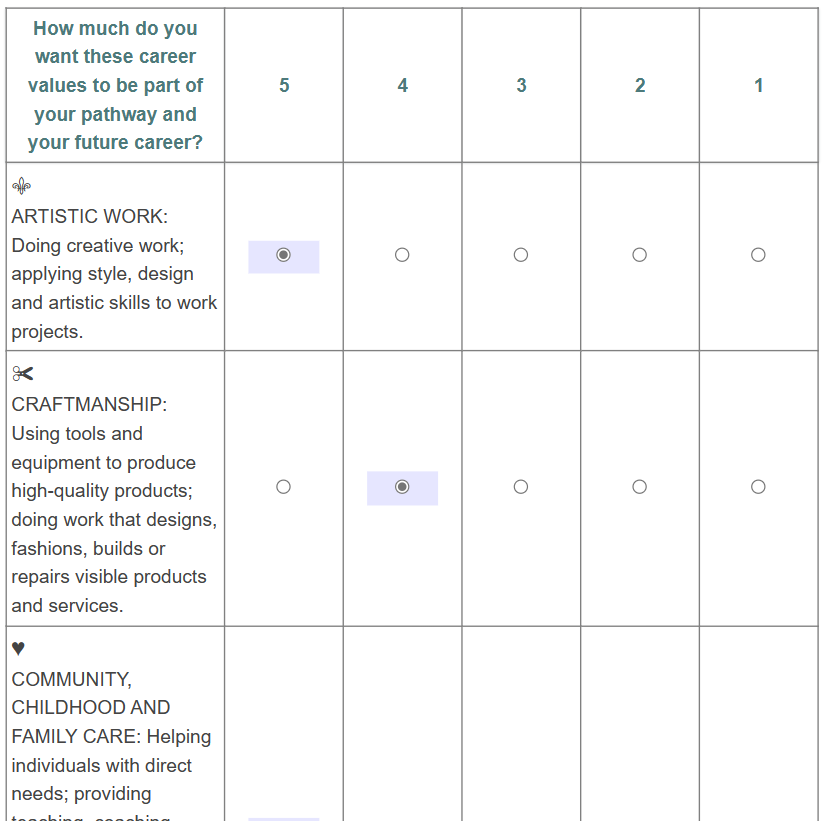 How much do you
want these career
values to be part of
your pathway and
your future career?
5 4 3 2 1
ARTISTIC WORK:
Doing creative work;
applying style, design
and artistic skills to work
projects.
CRAFTMANSHIP:
Using tools and
equipment to produce
high-quality products;
doing work that designs,
fashions, builds or
repairs visible products
and services.
COMMUNITY,
CHILDHOOD AND
FAMILY CARE: Helping
individuals with direct
needs; providing